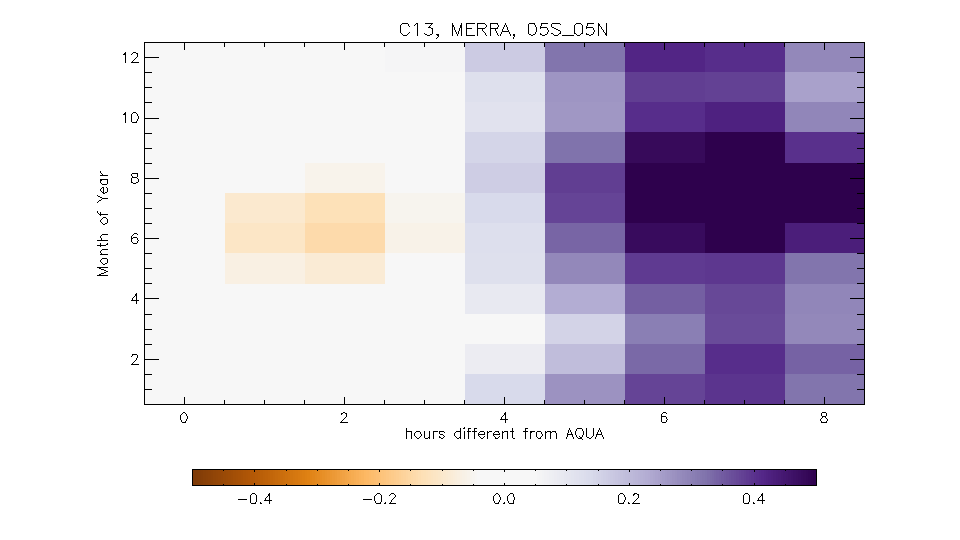 C13, MERRA, 05S_05N
12
10
8
6
4
2
Month of Year
0 2 4 6 8
hours different from AQUA
−0.4 −0.2 0.0 0.2 0.4